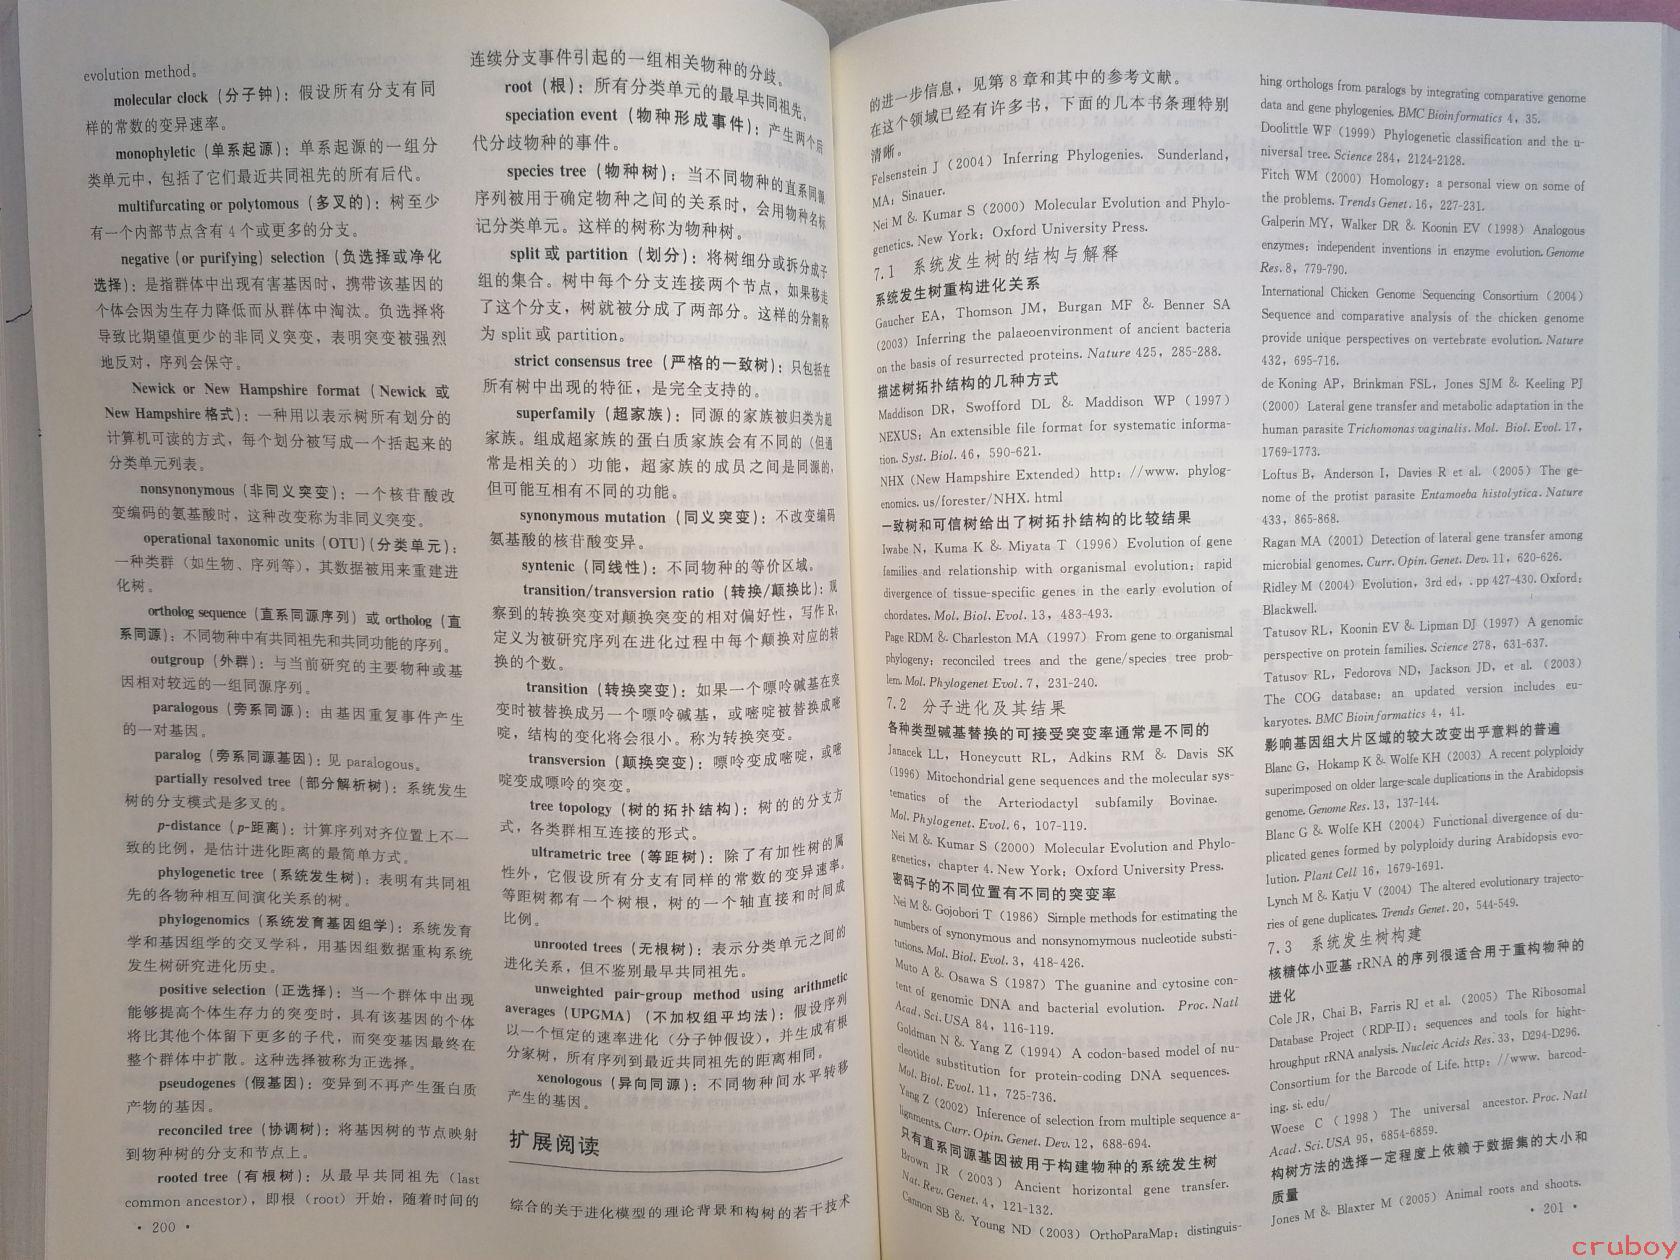 evolution method。
molecular clock（分子钟）：假设所有分支有同
样的常数的变异速率。
monophyletic（单系起源）：单系起源的一组分
类单元中，包括了它们最近共同祖先的所有后代。
multifurcating or polytomous（多叉的）：树至少
有一个内部节点含有 4 个或更多的分支。
negative (or purifying) selection（负选择或净化
选择）：是指群体中出现有害基因时，携带该基因的
个体会因为生存力降低而从群体中淘汰。负选择将
导致比期望值更少的非同义突变，表明突变被强烈
地反对，序列会保守。
Newick or New Hampshire format（Newick 或
New Hampshire 格式）：一种用以表示树所有划分的
计算机可读的方式，每个划分被写成一个括起来的
分类单元列表。
nonsynonymous（非同义突变）：一个核苷酸改
变编码的氨基酸时，这种改变称为非同义突变。
operational taxonomic units (OTU)（分类单元）：
一种类群（如生物、序列等），其数据被用来重建进
化树。
ortholog sequence（直系同源序列）或 ortholog（直
系同源）：不同物种中有共同祖先和共同功能的序列。
outgroup（外群）：与当前研究的主要物种或基
因相对较远的一组同源序列。
paralogous（旁系同源）：由基因重复事件产生
的一对基因。
paralog（旁系同源基因）：见 paralogous。
partially resolved tree（部分解析树）：系统发生
树的分支模式是多叉的。
p-distance（p-距离）：计算序列对齐位置上不一
致的比例，是估计进化距离的最简单方式。
phylogenetic tree（系统发生树）：表明有共同祖
先的各物种相互间演化关系的树。
phylogenomics（系统发育基因组学）：系统发育
学和基因组学的交叉学科，用基因组数据重构系统
发生树研究进化历史。
positive selection（正选择）：当一个群体中出现
能够提高个体生存力的突变时，具有该基因的个体
将比其他个体留下更多的子代，而突变基因最终在
整个群体中扩散。这种选择被称为正选择。
pseudogenes（假基因）：变异到不再产生蛋白质
产物的基因。
reconciled tree（协调树）：将基因树的节点映射
到物种树的分支和节点上。
rooted tree（有根树）：从最早共同祖先（last
common ancestor），即根（root）开始，随着时间的
· 200 ·
连续分支事件引起的一组相关物种的分歧。
root（根）：所有分类单元的最早共同祖先。
speciation event（物种形成事件）：产生两个后
代分歧物种的事件。
species tree（物种树）：当不同物种的直系同源
序列被用于确定物种之间的关系时，会用物种名标
记分类单元。这样的树称为物种树。
split 或 partition（划分）：将树细分或拆分成子
组的集合。树中每个分支连接两个节点，如果移走
了这个分支，树就被分成了两部分。这样的分割称
为 split 或 partition。
strict consensus tree（严格的一致树）：只包括在
所有树中出现的特征，是完全支持的。
superfamily（超家族）：同源的家族被归类为超
家族。组成超家族的蛋白质家族会有不同的（但通
常是相关的）功能，超家族的成员之间是同源的，
但可能互相有不同的功能。
synonymous mutation（同义突变）：不改变编码
氨基酸的核苷酸变异。
syntenic（同线性）：不同物种的等价区域。
transition/transversion ratio（转换/颠换比）：观
察到的转换突变对颠换突变的相对偏好性，写作 R，
定义为被研究序列在进化过程中每个颠换对应的转
换的个数。
transition（转换突变）：如果一个嘌呤碱基在突
变时被替换成另一个嘌呤碱基，或嘧啶被替换成嘧
啶，结构的变化将会很小。称为转换突变。
transversion（颠换突变）：嘌呤变成嘧啶，或嘧
啶变成嘌呤的突变。
tree topology（树的拓扑结构）：树的的分支方
式，各类群相互连接的形式。
ultrametric tree（等距树）：除了有加性树的属
性外，它假设所有分支有同样的常数的变异速率。
等距树都有一个树根，树的一个轴直接和时间成
比例。
unrooted trees（无根树）：表示分类单元之间的
进化关系，但不鉴别最早共同祖先。
unweighted pair-group method using arithmetic
averages (UPGMA)（不加权组平均法）：假设序列
以一个恒定的速率进化（分子钟假设），并生成有根
分家树，所有序列到最近共同祖先的距离相同。
xenologous（异向同源）：不同物种间水平转移
产生的基因。
扩展阅读
综合的关于进化模型的理论背景和构树的若干技术
的进一步信息，见第 8 章和其中的参考文献。
在这个领域已经有许多书，下面的几本书条理特别
清晰。
Felsenstein J（2004）Inferring Phylogenies. Sunderland,
MA：Sinauer.
Nei M & Kumar S（2000）Molecular Evolution and Phylo-
genetics. New York：Oxford University Press.
7.1 系统发生树的结构与解释
系统发生树重构进化关系
Gaucher EA，Thomson JM，Burgan MF & Benner SA
(2003) Inferring the palaeoenvironment of ancient bacteria
on the basis of resurrected proteins. Nature 425，285-288.
描述树拓扑结构的几种方式
Maddison DR，Swofford DL & Maddison WP（1997）
NEXUS：An extensible file format for systematic informa-
tion. Syst. Biol. 46，590-621.
NHX（New Hampshire Extended）http：//www. phylog-
enomics. us/forester/NHX. html
一致树和可信树给出了树拓扑结构的比较结果
Iwabe N，Kuma K & Miyata T（1996）Evolution of gene
families and relationship with organismal evolution：rapid
divergence of tissue-specific genes in the early evolution of
chordates. Mol. Biol. Evol. 13，483-493.
Page RDM & Charleston MA（1997）From gene to organismal
phylogeny：reconciled trees and the gene/species tree prob-
lem. Mol. Phylogenet Evol. 7，231-240.
7.2 分子进化及其结果
各种类型碱基替换的可接受突变率通常是不同的
Janacek LL，Honeycutt RL，Adkins RM & Davis SK
(1996) Mitochondrial gene sequences and the molecular sys-
tematics of the Arteriodactyl subfamily Bovinae.
Mol. Phylogenet. Evol. 6，107-119.
Nei M & Kumar S（2000）Molecular Evolution and Phylo-
genetics，chapter 4. New York：Oxford University Press.
密码子的不同位置有不同的突变率
Nei M & Gojobori T（1986）Simple methods for estimating the
numbers of synonymous and nonsynomymous nucleotide substi-
tutions. Mol. Biol. Evol. 3，418-426.
Muto A & Osawa S（1987）The guanine and cytosine con-
tent of genomic DNA and bacterial evolution. Proc. Natl
Acad. Sci. USA 84，116-119.
Goldman N & Yang Z（1994）A codon-based model of nu-
cleotide substitution for protein-coding DNA sequences.
Mol. Biol. Evol. 11，725-736.
Yang Z（2002）Inference of selection from multiple sequence a-
lignments. Curr. Opin. Genet. Dev. 12，688-694.
只有直系同源基因被用于构建物种的系统发生树
Brown JR（2003）Ancient horizontal gene transfer.
Nat. Rev. Genet. 4，121-132.
Cannon SB & Young ND（2003）OrthoParaMap：distinguis-
hing orthologs from paralogs by integrating comparative genome
data and gene phylogenies. BMC Bioinformatics 4，35.
Doolittle WF（1999）Phylogenetic classification and the u-
niversal tree. Science 284，2124-2128.
Fitch WM（2000）Homology：a personal view on some of
the problems. Trends Genet. 16，227-231.
Galperin MY，Walker DR & Koonin EV（1998）Analogous
enzymes：independent inventions in enzyme evolution. Genome
Res. 8，779-790.
International Chicken Genome Sequencing Consortium（2004）
Sequence and comparative analysis of the chicken genome
provide unique perspectives on vertebrate evolution. Nature
432，695-716.
de Koning AP，Brinkman FSL，Jones SJM & Keeling PJ
(2000) Lateral gene transfer and metabolic adaptation in the
human parasite Trichomonas vaginalis. Mol. Biol. Evol. 17，
1769-1773.
Loftus B，Anderson I，Davies R et al.（2005）The ge-
nome of the protist parasite Entamoeba histolytica. Nature
433，865-868.
Ragan MA（2001）Detection of lateral gene transfer among
microbial genomes. Curr. Opin. Genet. Dev. 11，620-626.
Ridley M（2004）Evolution，3rd ed，. pp 427-430. Oxford：
Blackwell.
Tatusov RL，Koonin EV & Lipman DJ（1997）A genomic
perspective on protein families. Science 278，631-637.
Tatusov RL，Fedorova ND，Jackson JD，et al.（2003）
The COG database：an updated version includes eu-
karyotes. BMC Bioinformatics 4，41.
影响基因组大片区域的较大改变出乎意料的普遍
Blanc G，Hokamp K & Wolfe KH（2003）A recent polyploidy
superimposed on older large-scale duplications in the Arabidopsis
genome. Genome Res. 13，137-144.
Blanc G & Wolfe KH（2004）Functional divergence of du-
plicated genes formed by polyploidy during Arabidopsis evo-
lution. Plant Cell 16，1679-1691.
Lynch M & Katju V（2004）The altered evolutionary trajecto-
ries of gene duplicates. Trends Genet. 20，544-549.
7.3 系统发生树构建
核糖体小亚基 rRNA 的序列很适合用于重构物种的
进化
Cole JR，Chai B，Farris RJ et al.（2005）The Ribosomal
Database Project（RDP-II）：sequences and tools for hight-
hroughput rRNA analysis. Nucleic Acids Res. 33，D294-D296.
Consortium for the Barcode of Life. http：//www. barcod-
ing. si. edu/
Woese C（1998）The universal ancestor. Proc. Natl
Acad. Sci. USA 95，6854-6859.
构树方法的选择一定程度上依赖于数据集的大小和
质量
Jones M & Blaxter M（2005）Animal roots and shoots.
· 201 ·
cruboy